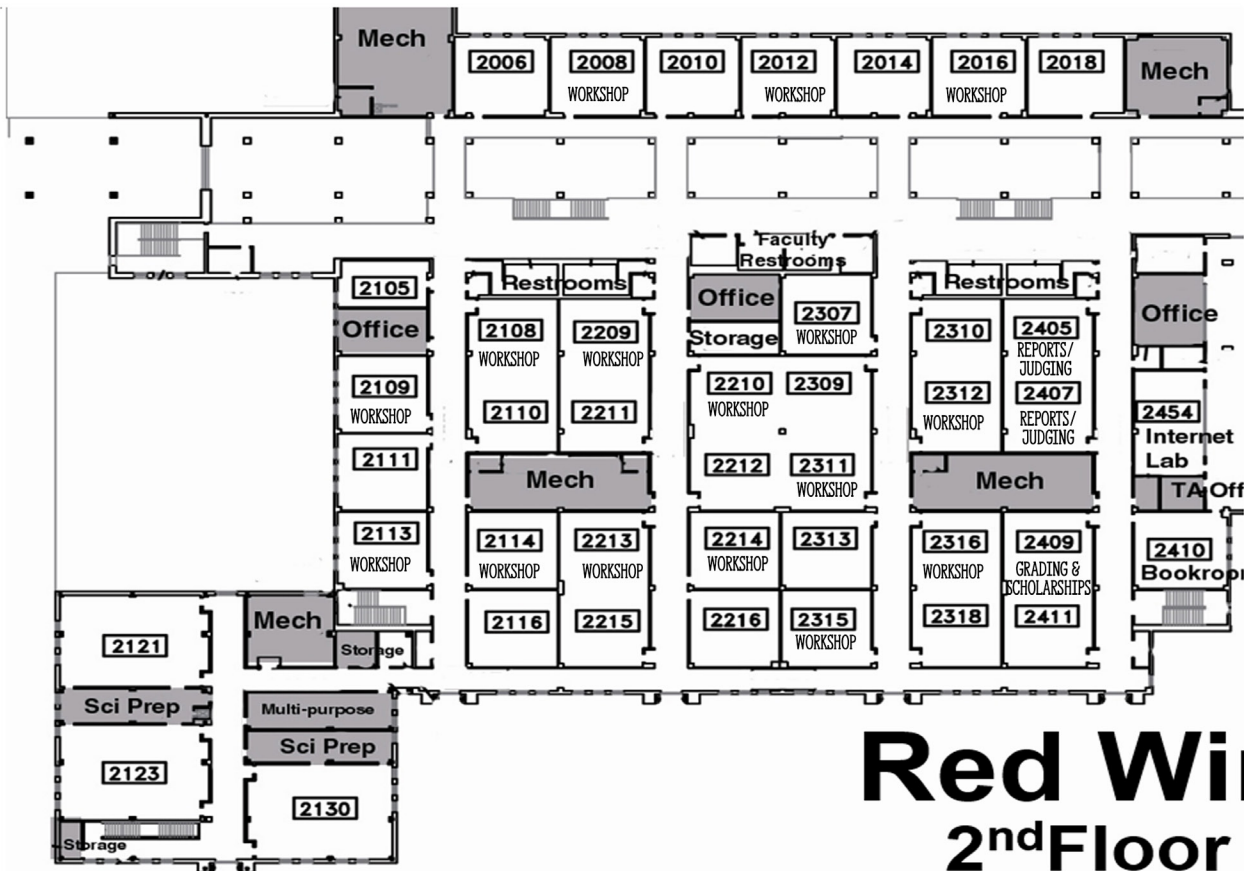 Mech
2006
2008
WORKSHOP
2010
2012
WORKSHOP
2014
2016
WORKSHOP
2018
Mech
Faculty
Restrooms
2105
Office
2109
WORKSHOP
2111
2113
WORKSHOP
Restrooms
2108
WORKSHOP
2209
WORKSHOP
2110
2211
Mech
2114
WORKSHOP
2213
WORKSHOP
2116
2215
Office
Storage
2307
WORKSHOP
2210
WORKSHOP
2309
2212
2311
WORKSHOP
2214
WORKSHOP
2313
2216
2315
WORKSHOP
Restrooms
2310
2405
REPORTS/
JUDGING
2312
WORKSHOP
2407
REPORTS/
JUDGING
Mech
2316
WORKSHOP
2409
GRADING &
SCHOLARSHIPS
2318
2411
Office
2454
Internet
Lab
TA Off
2410
Bookroo
Mech
Storage
2121
Sci Prep
2123
Storage
Multi-purpose
Sci Prep
2130
Red Wi
2nd Floor